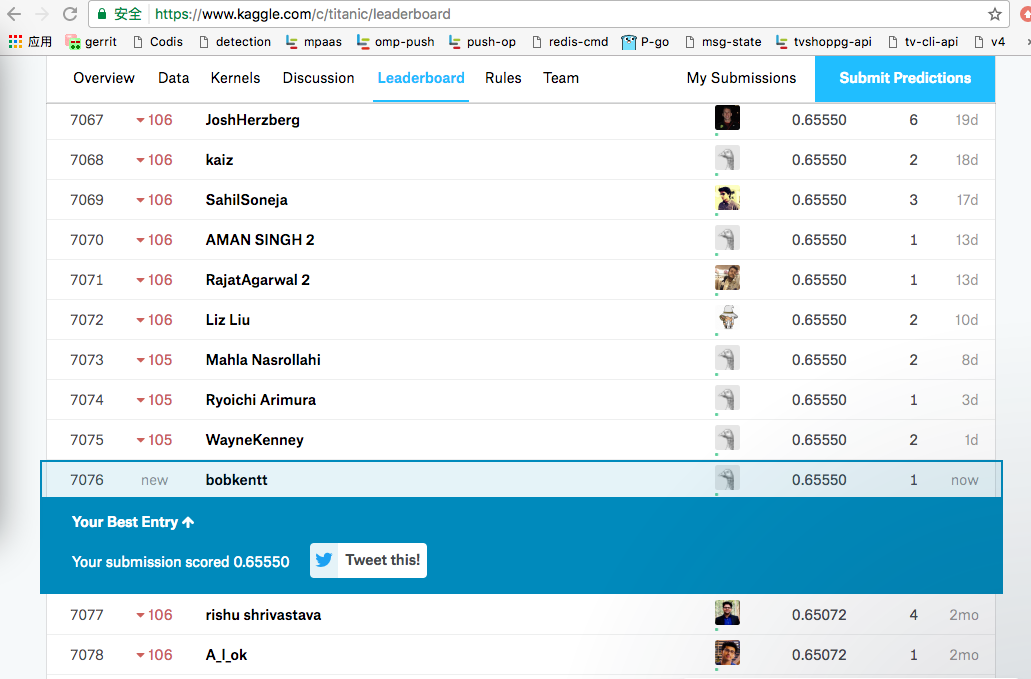 安全 https://www.kaggle.com/c/titanic/leaderboard
应用 gerrit Codis detection mpaas omp-push push-op redis-cmd P-go msg-state tvshoppg-api tv-cli-api v4
Overview Data Kernels Discussion Leaderboard Rules Team My Submissions Submit Predictions
7067 106 JoshHerzberg 0.65550 6 19d
7068 106 kaiz 0.65550 2 18d
7069 106 SahilSoneja 0.65550 3 17d
7070 106 AMAN SINGH 2 0.65550 1 13d
7071 106 RajatAgarwal 2 0.65550 1 13d
7072 106 Liz Liu 0.65550 2 10d
7073 105 Mahla Nasrollahi 0.65550 2 8d
7074 105 Ryoichi Arimura 0.65550 1 3d
7075 105 WayneKenney 0.65550 2 1d
7076 new bobkentt 0.65550 1 now
Your Best Entry
Your submission scored 0.65550 Tweet this!
7077 106 rishu shrivastava 0.65072 4 2mo
7078 106 A_I_ok 0.65072 1 2mo